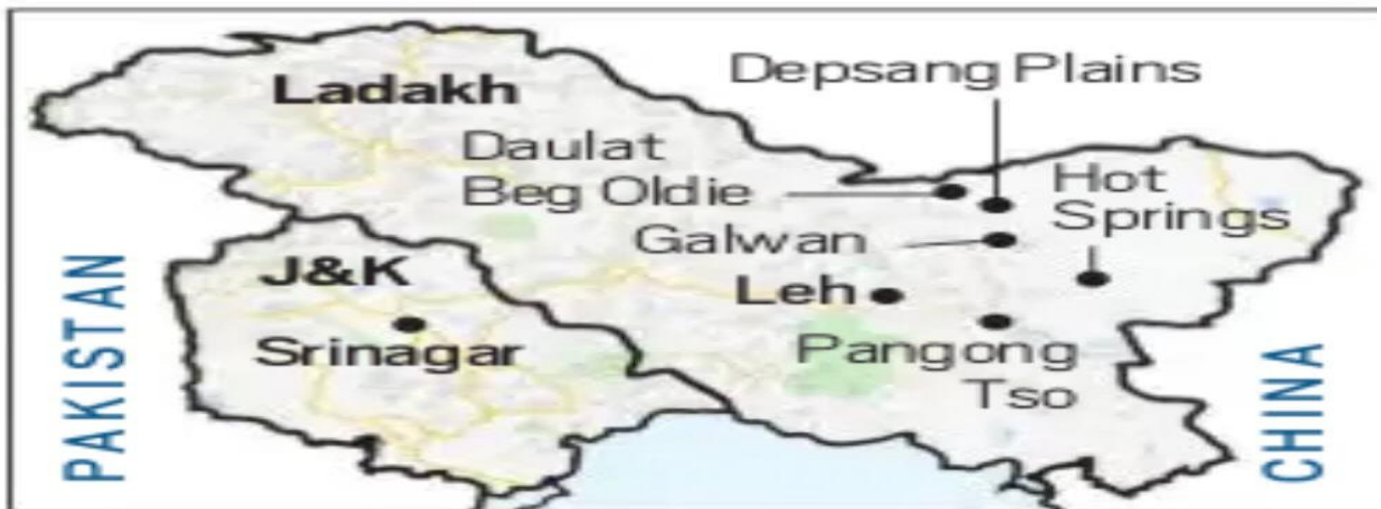 Depsang Plains
Ladakh
Daulat
Beg Oldie
Hot
Springs
Galwan
J&K
Leh
Srinagar
Pangong
Tso
PAKISTAN
CHINA